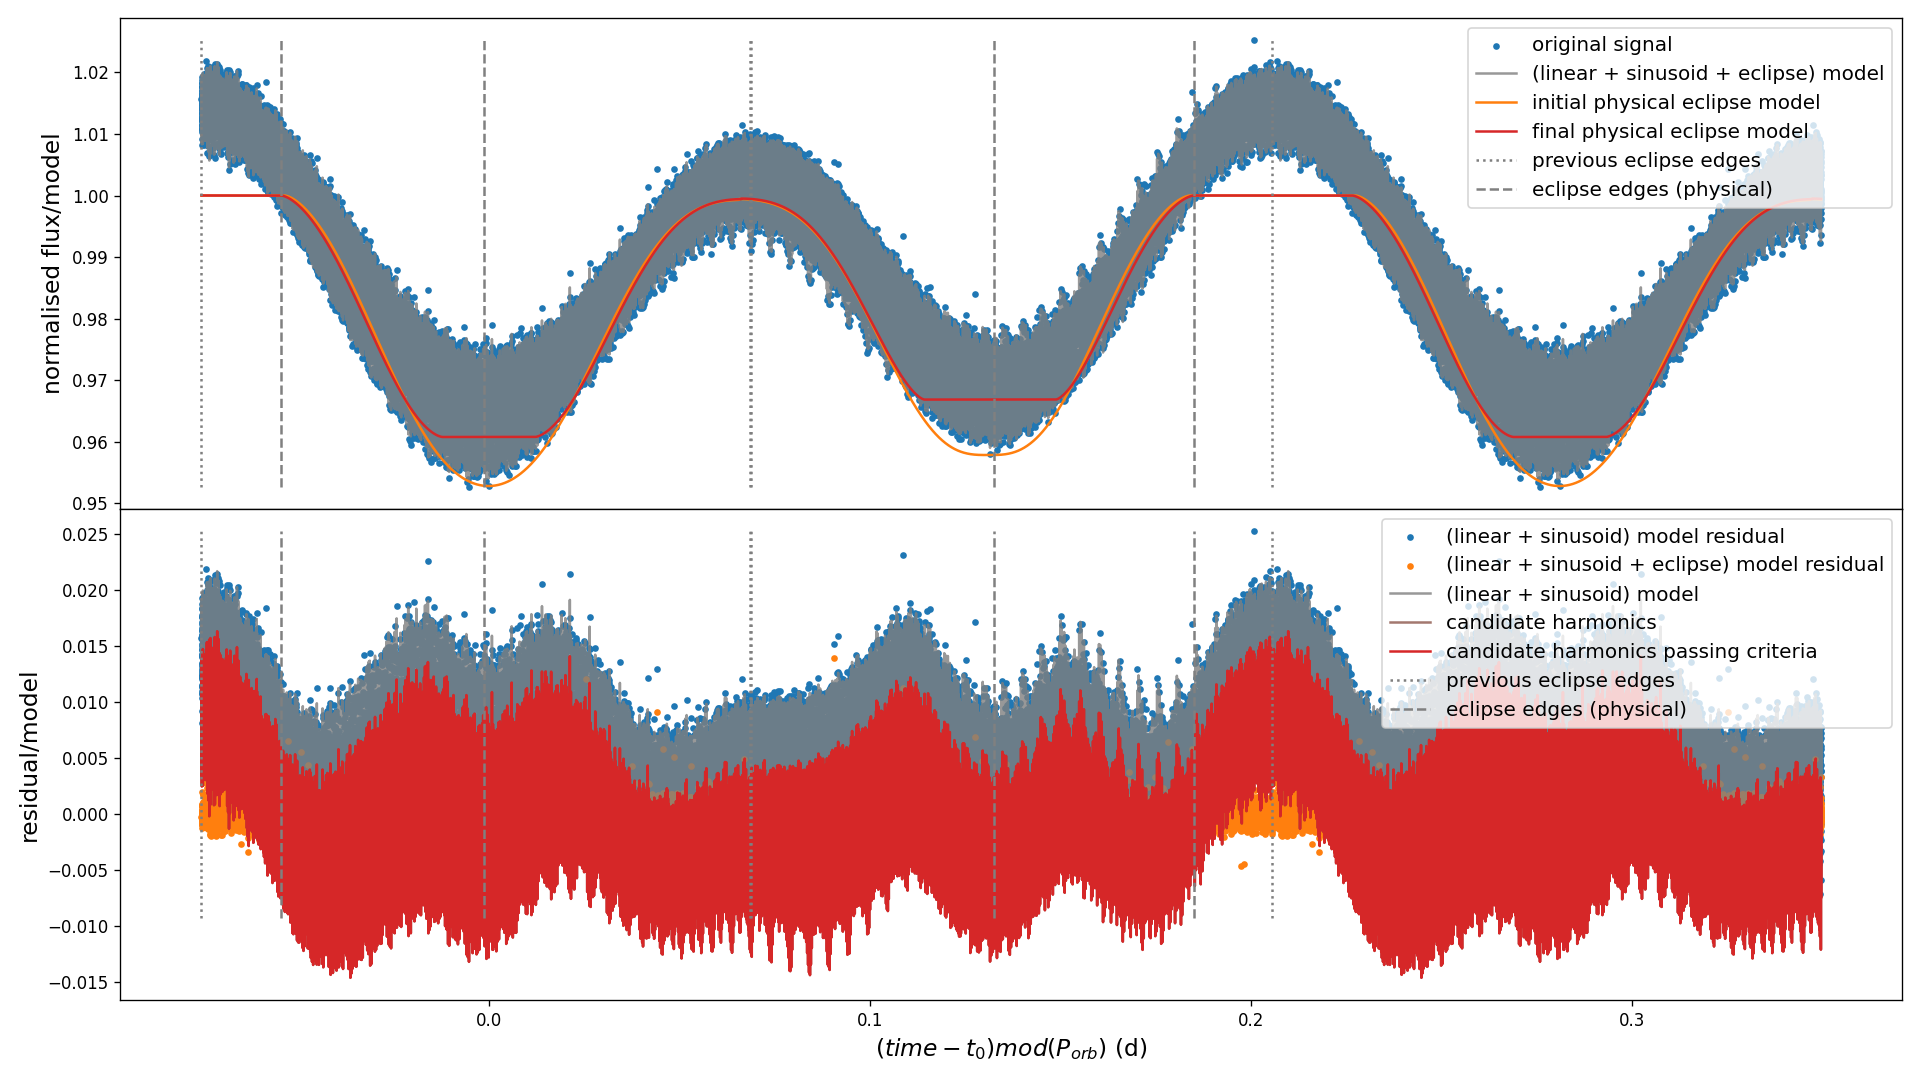 normalised flux/model
1.02
1.01
1.00
0.99
0.98
0.97
0.96
0.95
original signal
(linear + sinusoid + eclipse) model
initial physical eclipse model
final physical eclipse model
previous eclipse edges
eclipse edges (physical)
residual/model
0.025
0.020
0.015
0.010
0.005
0.000
−0.005
−0.010
−0.015
(linear + sinusoid) model residual
(linear + sinusoid + eclipse) model residual
(linear + sinusoid) model
candidate harmonics
candidate harmonics passing criteria
previous eclipse edges
eclipse edges (physical)
0.0 0.1 0.2 0.3
(time − t₀)mod(Pₒᵣb) (d)